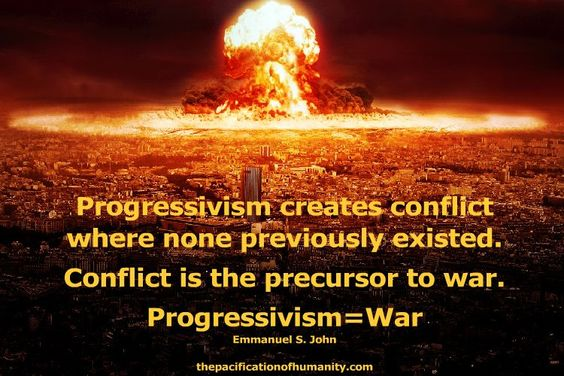 Progressivism creates conflict
where none previously existed.
Conflict is the precursor to war.
Progressivism=War
Emmanuel S. John
thepacificationofhumanity.com